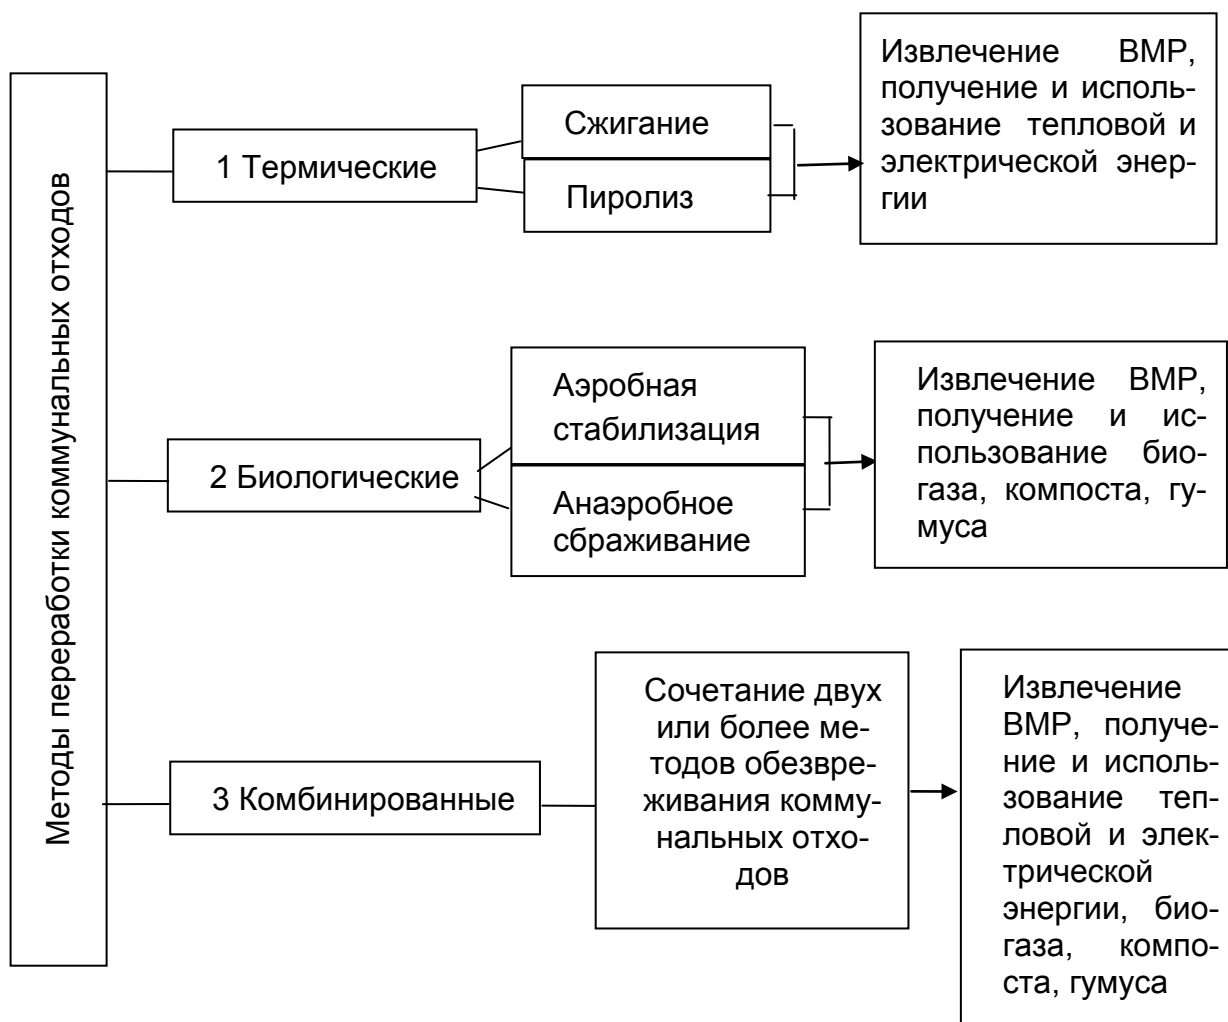 Методы переработки коммунальных отходов
1 Термические
Сжигание
Пиролиз
Извлечение ВМР,
получение и исполь-
зование тепловой и
электрической энер-
гии
2 Биологические
Аэробная
стабилизация
Анаэробное
сбраживание
Извлечение ВМР,
получение и ис-
пользование био-
газа, компоста, гу-
муса
3 Комбинированные
Сочетание двух
или более ме-
тодов обезвре-
живания комму-
нальных отхо-
дов
Извлечение
ВМР, получе-
ние и исполь-
зование теп-
ловой и элек-
трической
энергии, био-
газа, компо-
ста, гумуса